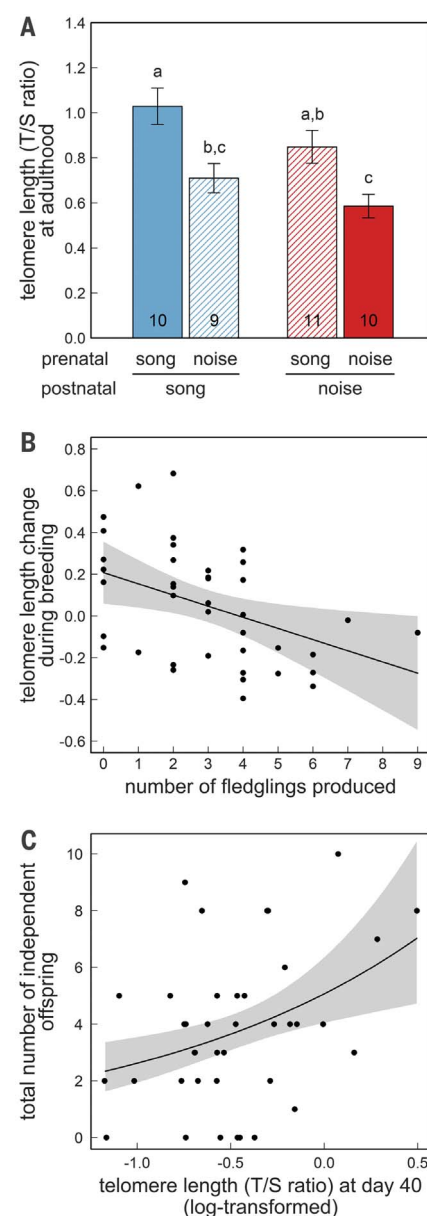 A
telomere length (T/S ratio)
at adulthood
1.4
1.2
1.0
0.8
0.6
0.4
0.2
0.0
a
b,c
a,b
c
10
9
11
10
prenatal song noise song noise
postnatal song noise
B
telomere length change
during breeding
0.8
0.6
0.4
0.2
0.0
-0.2
-0.4
-0.6
0 1 2 3 4 5 6 7 8 9
number of fledglings produced
C
total number of independent
offspring
10
8
6
4
2
0
-1.0 -0.5 0.0 0.5
telomere length (T/S ratio) at day 40
(log-transformed)